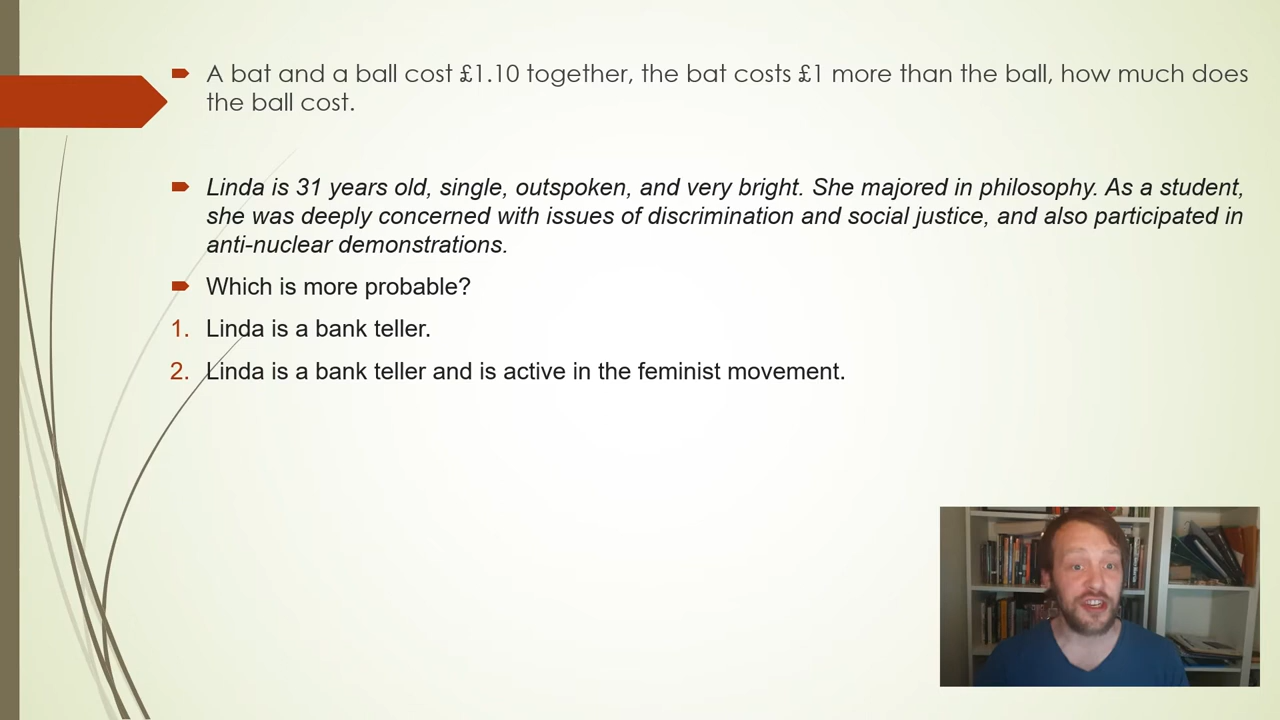 A bat and a ball cost £1.10 together, the bat costs £1 more than the ball, how much does
the ball cost.
Linda is 31 years old, single, outspoken, and very bright. She majored in philosophy. As a student,
she was deeply concerned with issues of discrimination and social justice, and also participated in
anti-nuclear demonstrations.
Which is more probable?
1. Linda is a bank teller.
2. Linda is a bank teller and is active in the feminist movement.